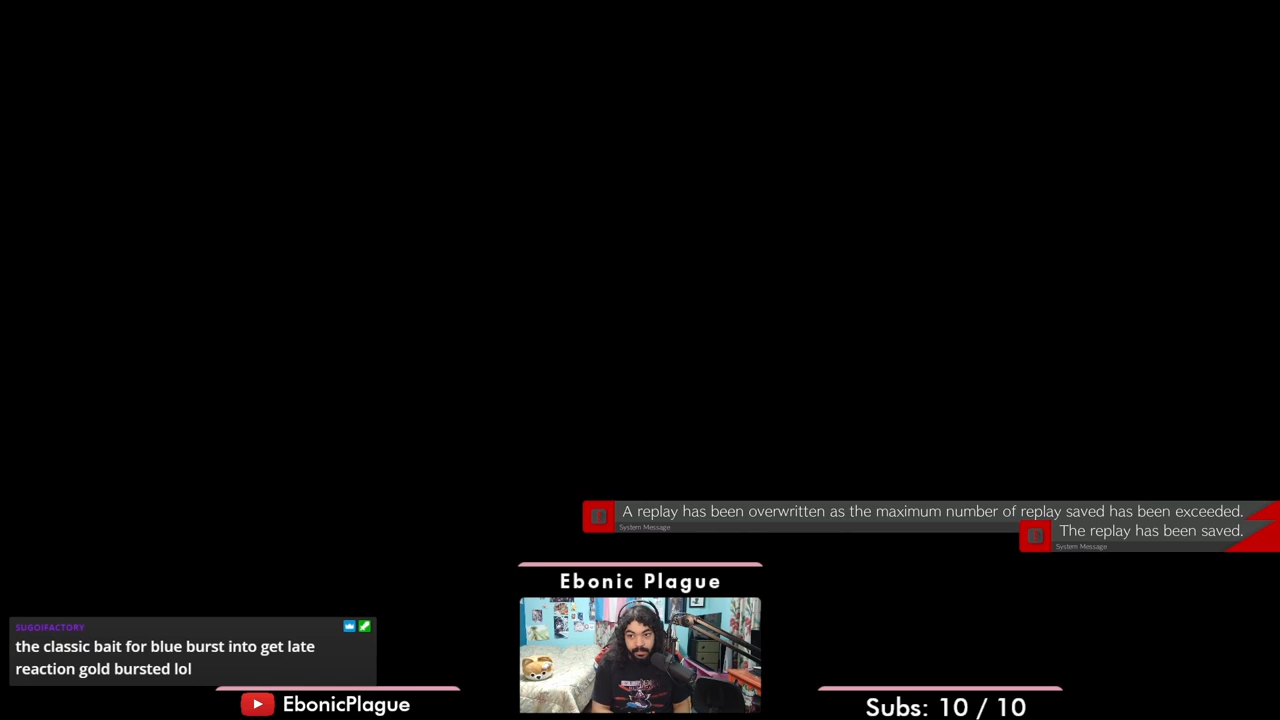 A replay has been overwritten as the maximum number of replay saved has been exceeded.
System Message
The replay has been saved.
System Message
Ebonic Plague
SUGOIFACTORY
the classic bait for blue burst into get late
reaction gold bursted lol
EbonicPlague
Subs: 10 / 10